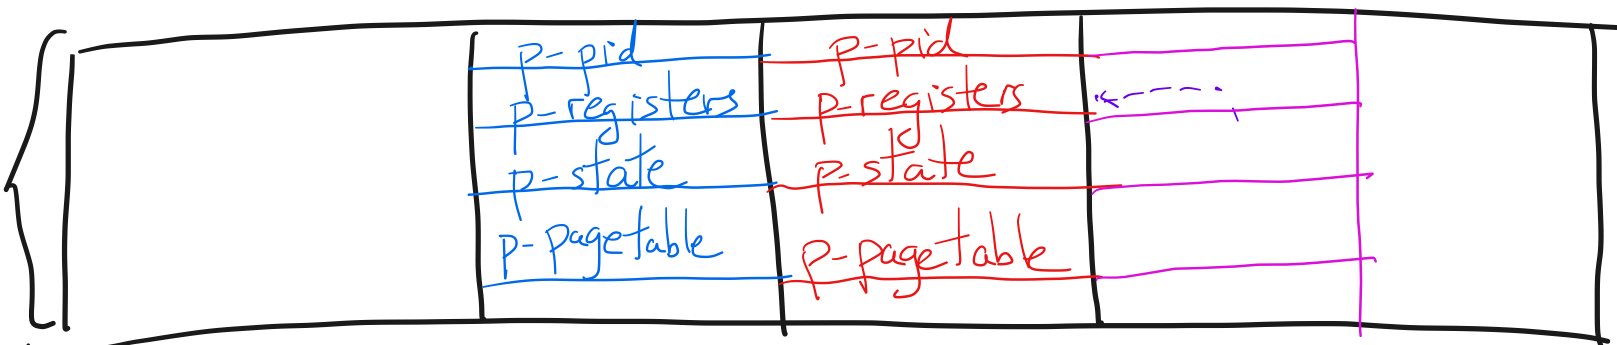 p-pid
p-registers
p-state
p-pagetable
p-pid
p-registers
p-state
p-pagetable